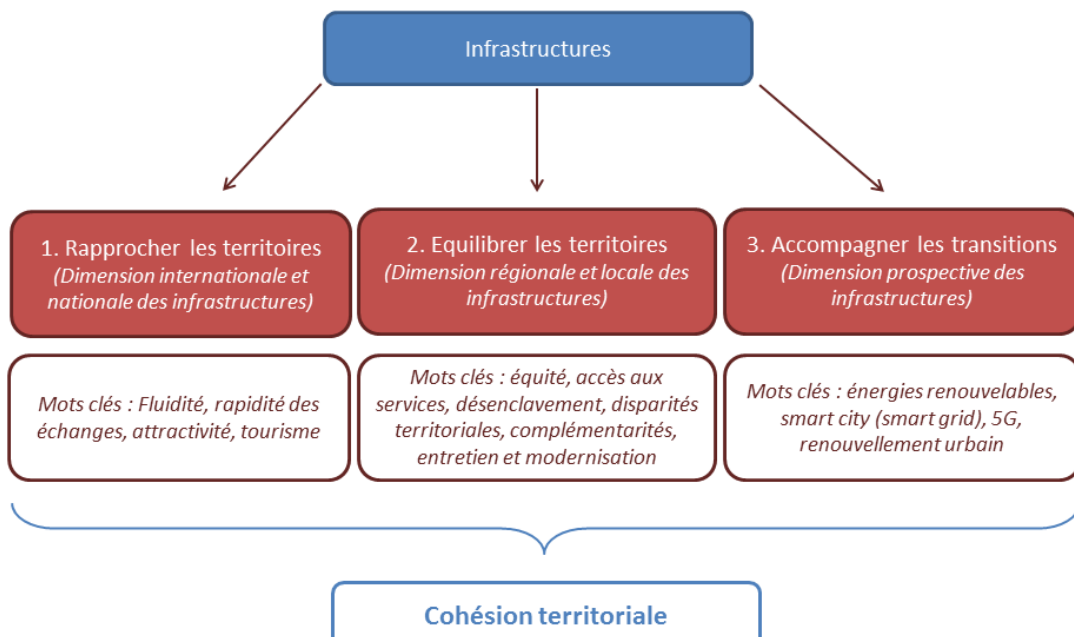 Infrastructures
1. Rapprocher les territoires
(Dimension internationale et
nationale des infrastructures)
2. Equilibrer les territoires
(Dimension régionale et locale des
infrastructures)
3. Accompagner les transitions
(Dimension prospective des
infrastructures)
Mots clés : Fluidité, rapidité des
échanges, attractivité, tourisme
Mots clés : équité, accès aux
services, désenclavement, disparités
territoriales, complémentarités,
entretien et modernisation
Mots clés : énergies renouvelables,
smart city (smart grid), 5G,
renouvellement urbain
Cohésion territoriale